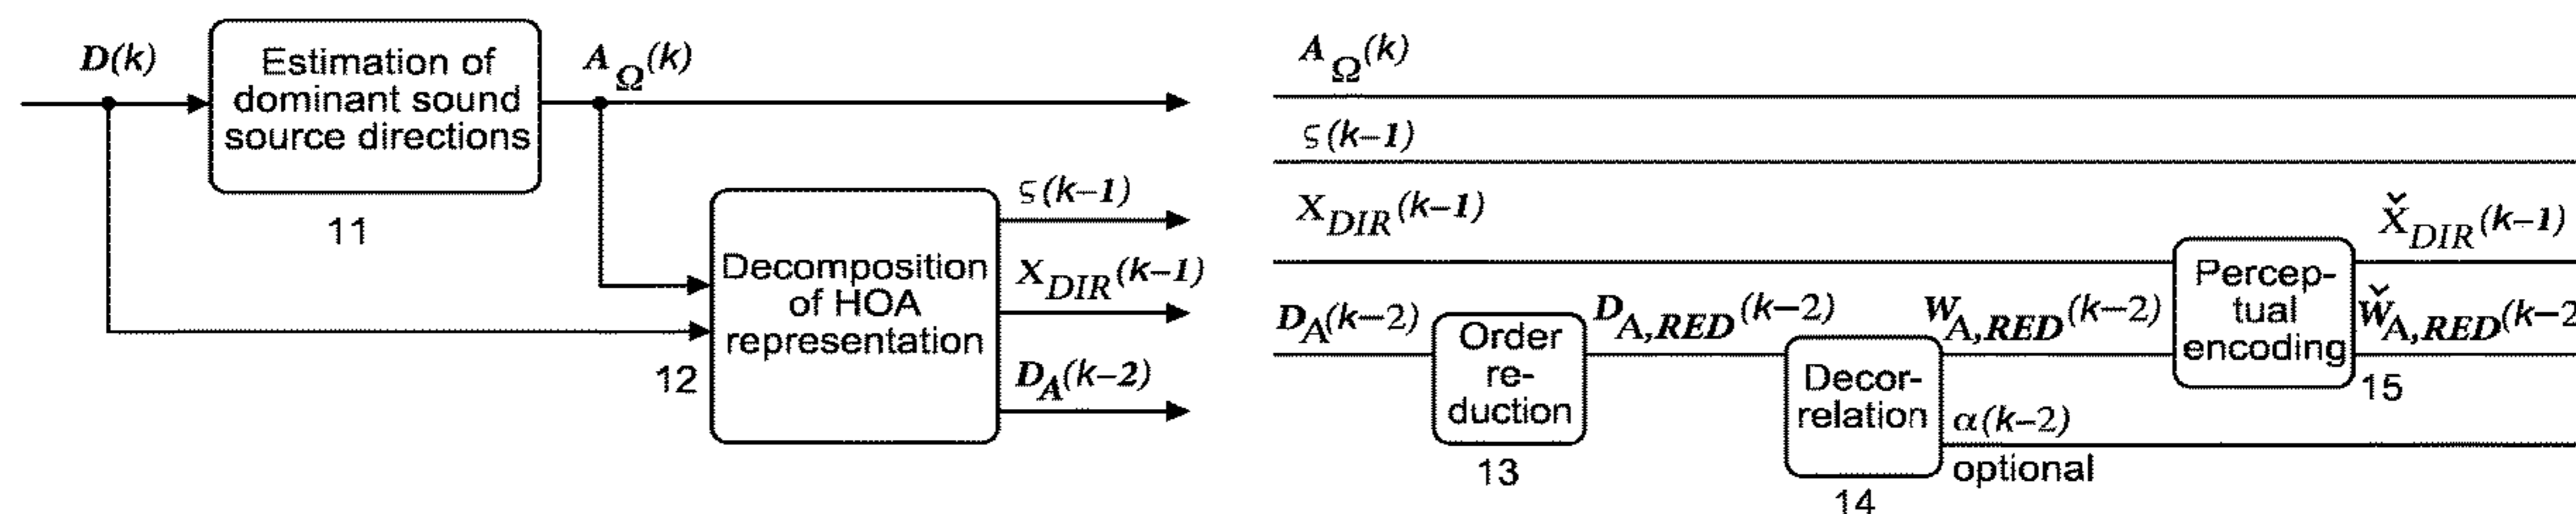 D(k)
Estimation of
dominant sound
source directions
11
A_Ω(k)
Decomposition
of HOA
representation
12
ς(k–1)
X_DIR(k–1)
D_A(k–2)
A_Ω(k)
ς(k–1)
X_DIR(k–1)
D_A(k–2)
Order
re-
duction
13
D_A,RED(k–2)
Decor-
relation
14
W_A,RED(k–2)
α(k–2)
optional
Percep-
tual
encoding
15
X̌_DIR(k–1)
W̌_A,RED(k–2